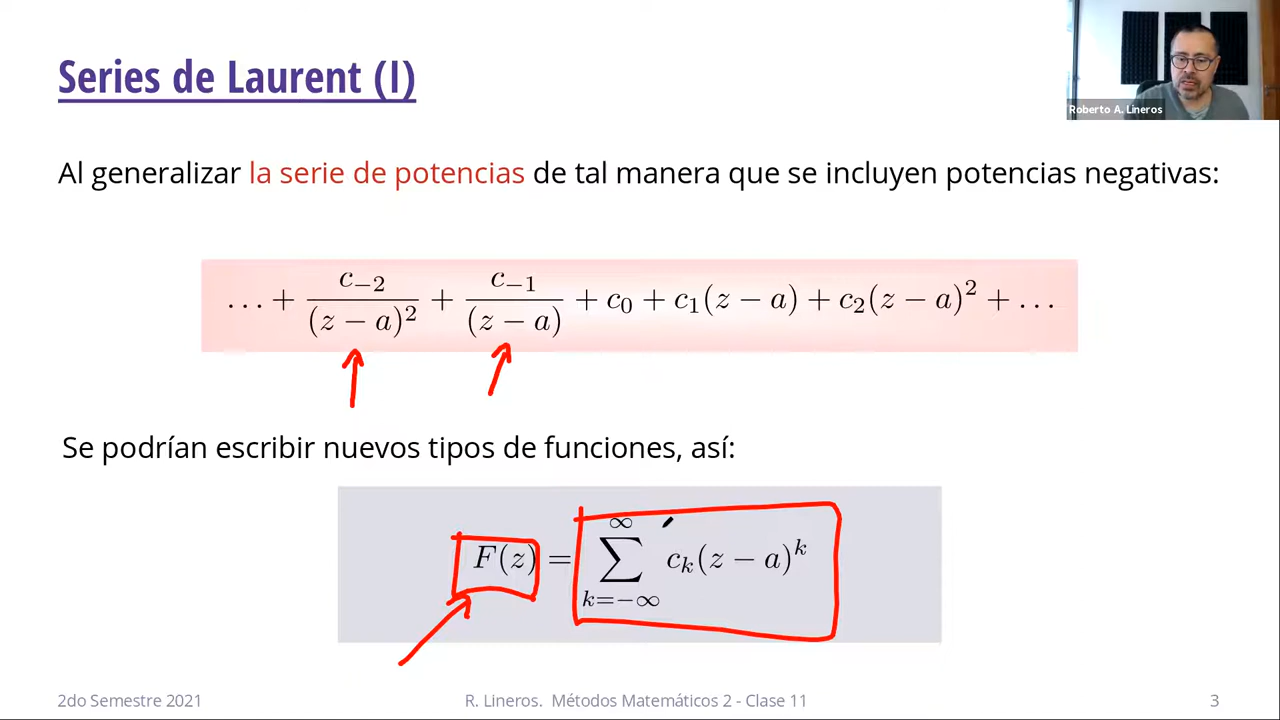 Series de Laurent (I)
Roberto A. Lineros
Al generalizar la serie de potencias de tal manera que se incluyen potencias negativas:
… + c₋₂/(z − a)² + c₋₁/(z − a) + c₀ + c₁(z − a) + c₂(z − a)² + …
Se podrían escribir nuevos tipos de funciones, así:
F(z) = ∑_{k=−∞}^{∞} cₖ(z − a)ᵏ
2do Semestre 2021 R. Lineros. Métodos Matemáticos 2 - Clase 11 3